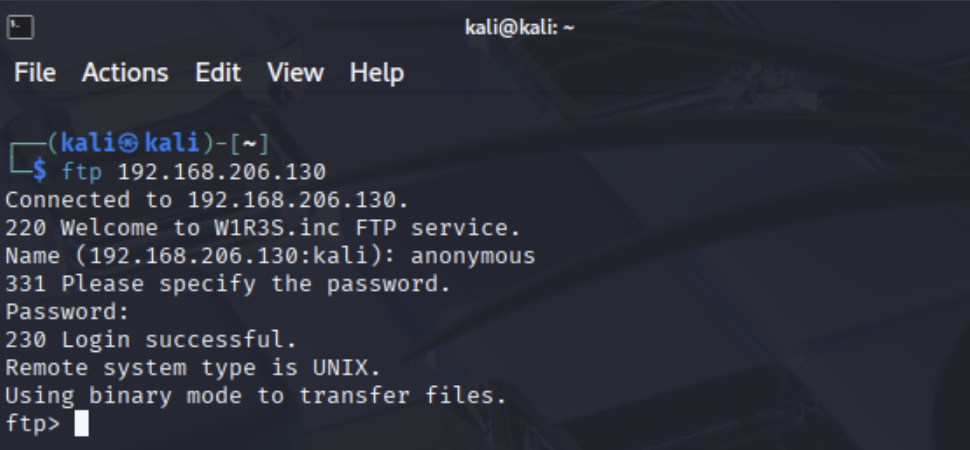 kali@kali: ~
File Actions Edit View Help
┌──(kali㉿kali)-[~]
└─$ ftp 192.168.206.130
Connected to 192.168.206.130.
220 Welcome to W1R3S.inc FTP service.
Name (192.168.206.130:kali): anonymous
331 Please specify the password.
Password:
230 Login successful.
Remote system type is UNIX.
Using binary mode to transfer files.
ftp>